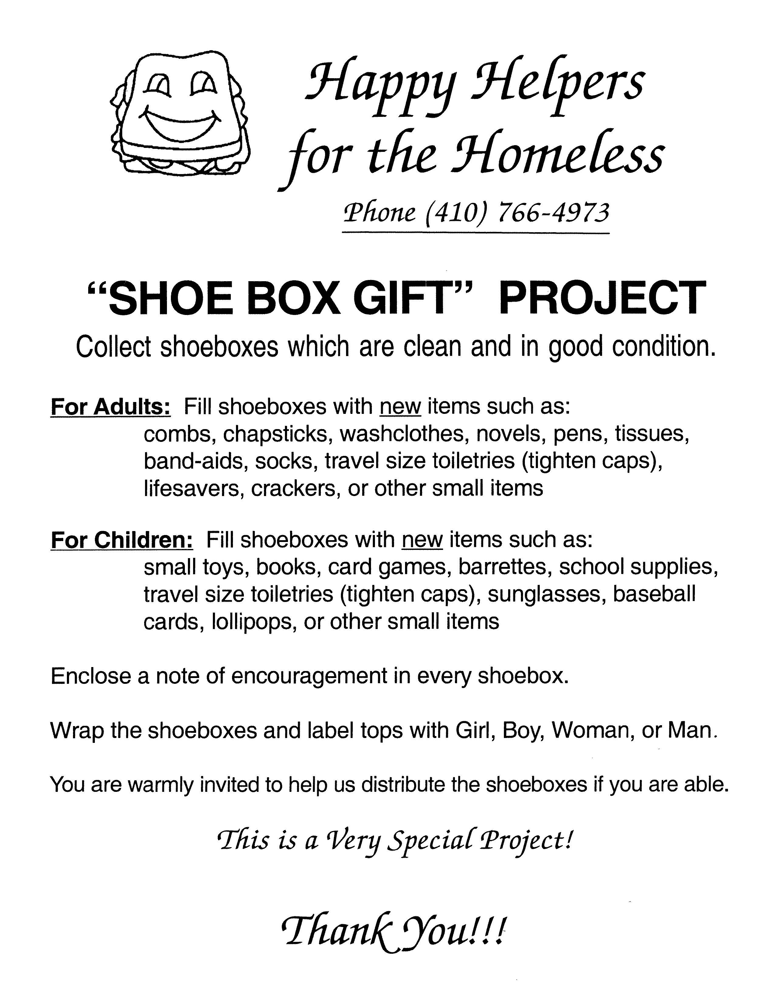 Happy Helpers
for the Homeless
Phone (410) 766-4973
“SHOE BOX GIFT” PROJECT
Collect shoeboxes which are clean and in good condition.
For Adults: Fill shoeboxes with new items such as:
combs, chapsticks, washclothes, novels, pens, tissues,
band-aids, socks, travel size toiletries (tighten caps),
lifesavers, crackers, or other small items
For Children: Fill shoeboxes with new items such as:
small toys, books, card games, barrettes, school supplies,
travel size toiletries (tighten caps), sunglasses, baseball
cards, lollipops, or other small items
Enclose a note of encouragement in every shoebox.
Wrap the shoeboxes and label tops with Girl, Boy, Woman, or Man.
You are warmly invited to help us distribute the shoeboxes if you are able.
This is a Very Special Project!
Thank You!!!